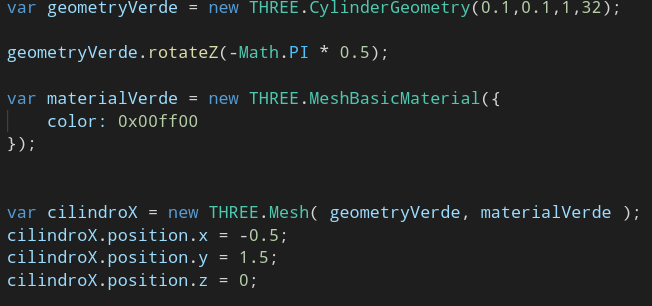 var geometryVerde = new THREE.CylinderGeometry(0.1,0.1,1,32);
geometryVerde.rotateZ(-Math.PI * 0.5);
var materialVerde = new THREE.MeshBasicMaterial({
color: 0x00ff00
});
var cilindroX = new THREE.Mesh( geometryVerde, materialVerde );
cilindroX.position.x = -0.5;
cilindroX.position.y = 1.5;
cilindroX.position.z = 0;